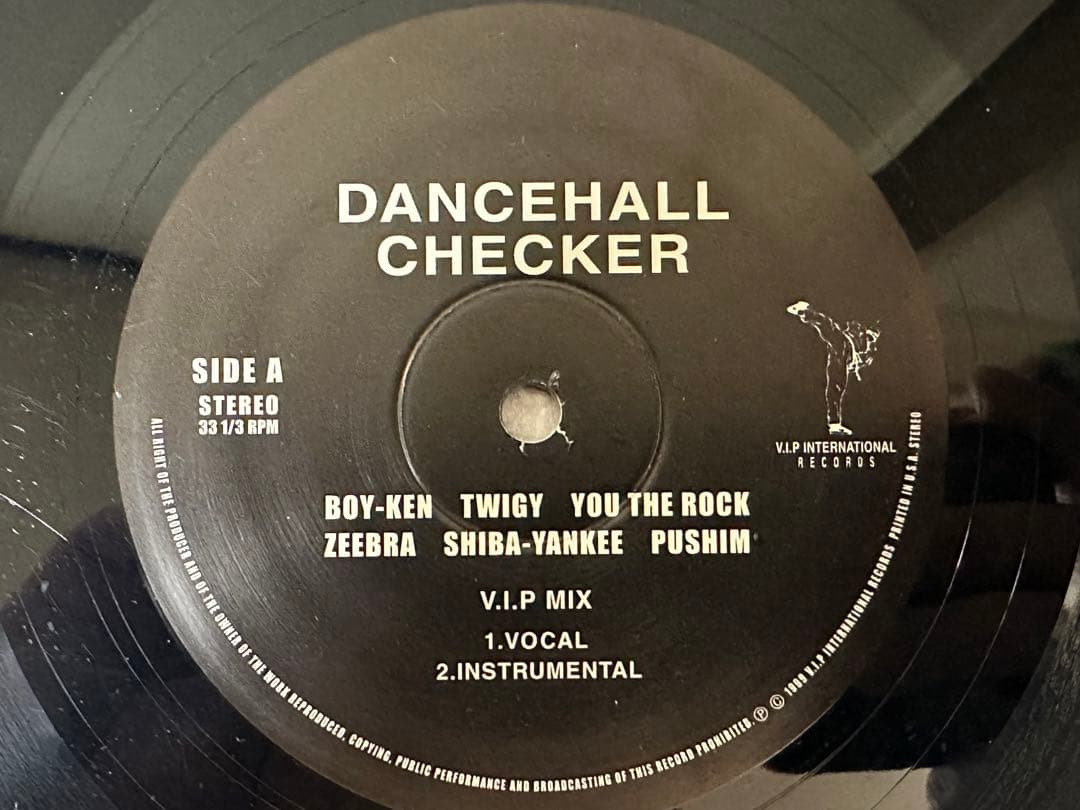 DANCEHALL
CHECKER
SIDE A
STEREO
33 1/3 RPM
V.I.P INTERNATIONAL
RECORDS
BOY-KEN TWIGY YOU THE ROCK
ZEEBRA SHIBA-YANKEE PUSHIM
V.I.P MIX
1.VOCAL
2.INSTRUMENTAL
ALL RIGHT OF THE PRODUCER AND OF THE OWNER OF THE WORK REPRODUCED. COPYING, PUBLIC PERFORMANCE AND BROADCASTING OF THIS RECORD PROHIBITED. Ⓟ © 1999 V.I.P INTERNATIONAL RECORDS PRINTED IN U.S.A. STEREO